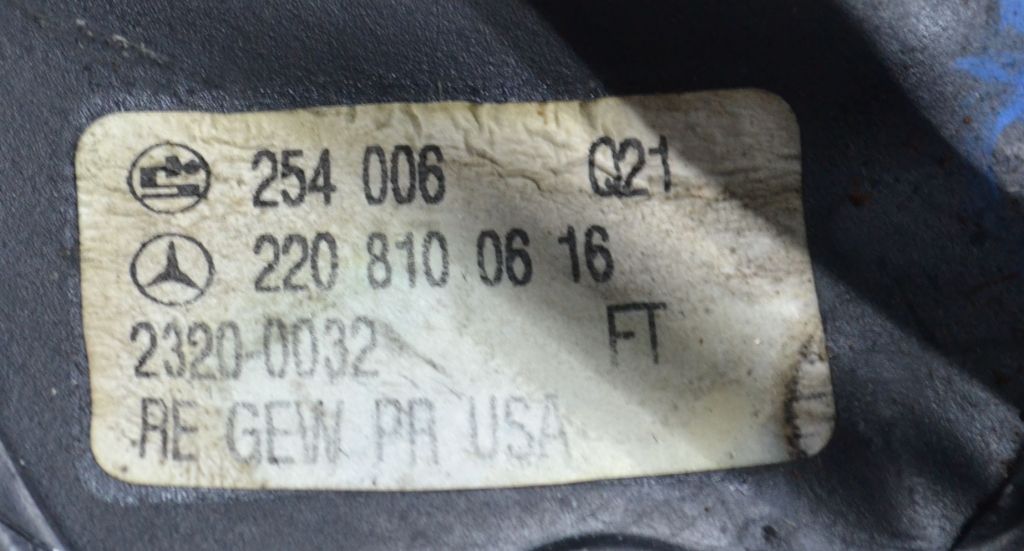 254 006 Q21
220 810 06 16
2320-0032 FT
RE GEW PR USA